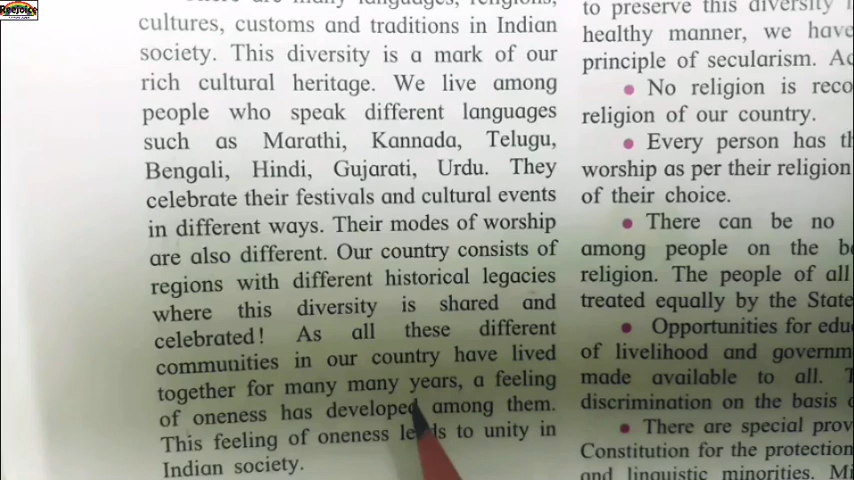 Reejoice
There are many languages, religions,
cultures, customs and traditions in Indian
society. This diversity is a mark of our
rich cultural heritage. We live among
people who speak different languages
such as Marathi, Kannada, Telugu,
Bengali, Hindi, Gujarati, Urdu. They
celebrate their festivals and cultural events
in different ways. Their modes of worship
are also different. Our country consists of
regions with different historical legacies
where this diversity is shared and
celebrated! As all these different
communities in our country have lived
together for many many years, a feeling
of oneness has developed among them.
This feeling of oneness leads to unity in
Indian society.
to preserve this diversity
healthy manner, we have
principle of secularism.
• No religion is
religion of our country.
• Every person has
worship as per their religion
of their choice.
• There can be no
among people on the
religion. The people of all
treated equally by the State
• Opportunities for
of livelihood and
made available to all.
discrimination on the basis
• There are special
Constitution for the protection
and linguistic minorities.